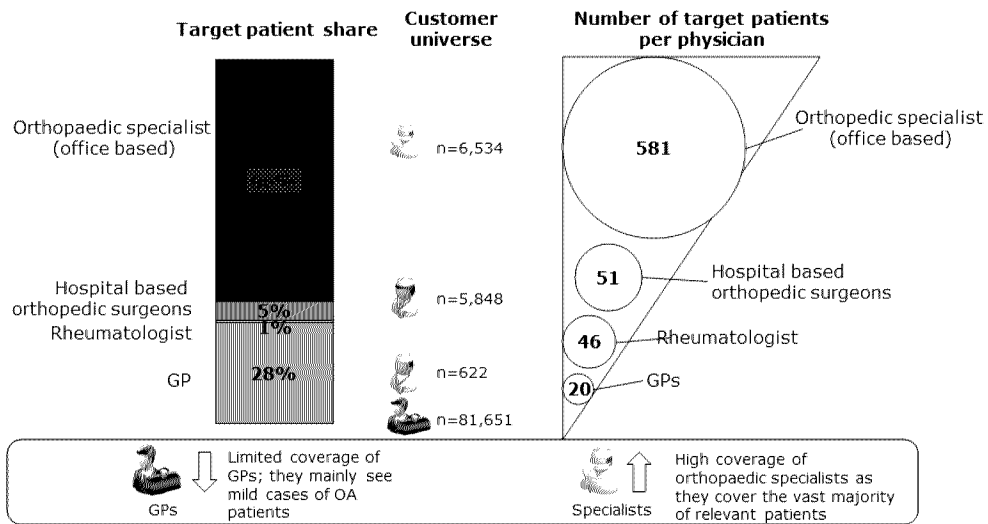 Target patient share
Customer
universe
Number of target patients
per physician
Orthopaedic specialist
(office based)
n=6,534
581
Orthopaedic specialist
(office based)
Hospital based
orthopedic surgeons
5%
n=5,848
51
Hospital based
orthopedic surgeons
Rheumatologist
1%
46
Rheumatologist
GP
28%
n=622
20
GPs
n=81,651
Limited coverage of
GPs; they mainly see
mild cases of OA
patients
GPs
High coverage of
orthopaedic specialists as
they cover the vast majority
of relevant patients
Specialists